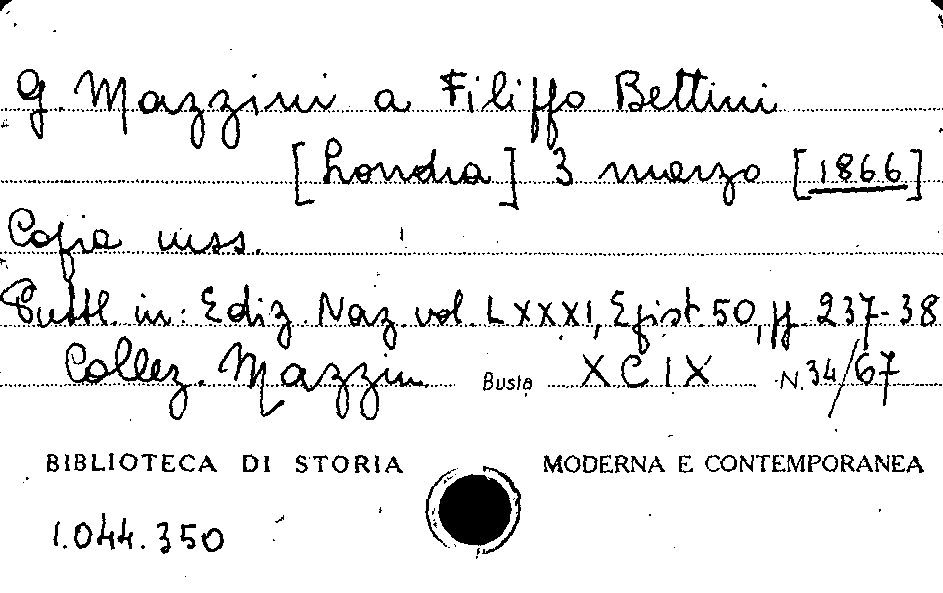 G. Mazzini a Filippo Bettini
[Londra] 3 marzo [1866]
Copia mss.
Pubbl. in: Ediz. Naz. vol. LXXXI, Epist 50, pp. 237-38
Collez. Mazzini Busta XCIX N. 34/67
BIBLIOTECA DI STORIA MODERNA E CONTEMPORANEA
1.044.350